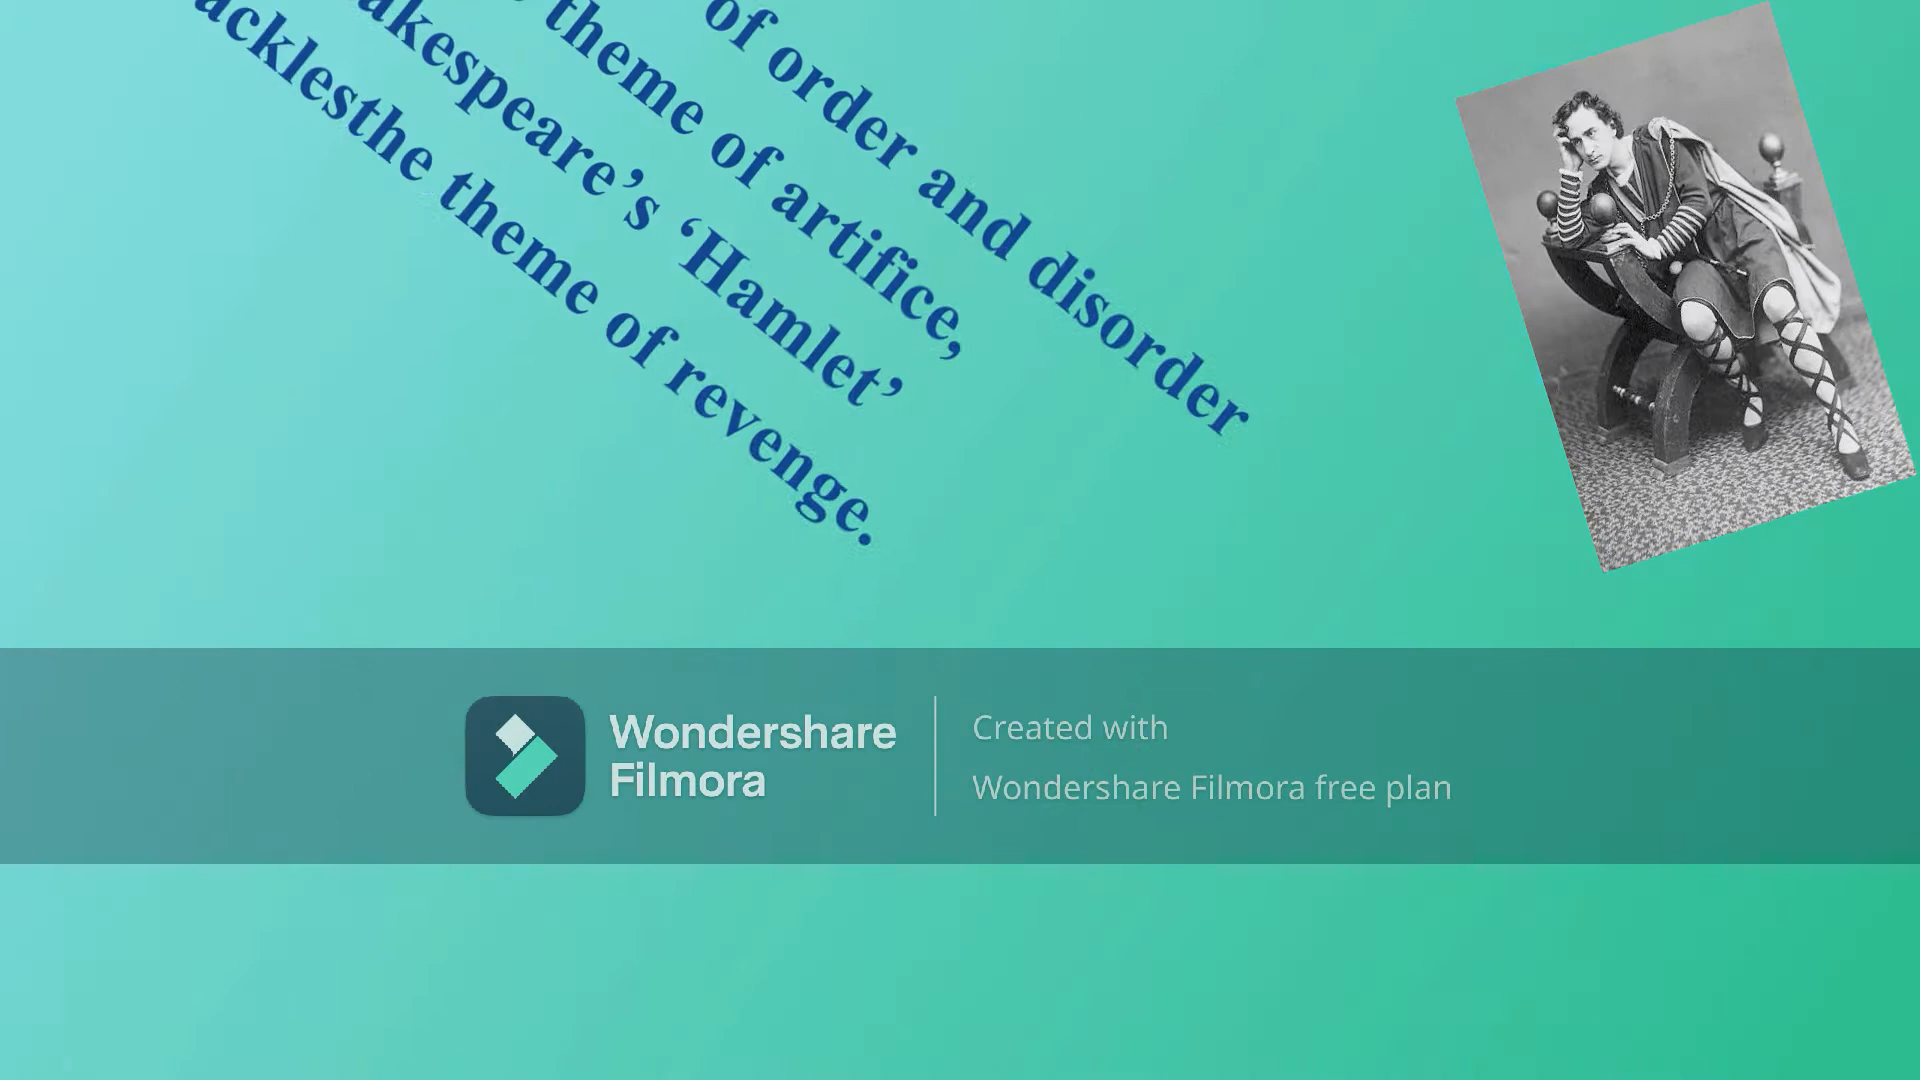 of order and disorder
theme of artifice,
akespeare’s ‘Hamlet’
acklesthe theme of revenge.
Wondershare
Filmora
Created with
Wondershare Filmora free plan